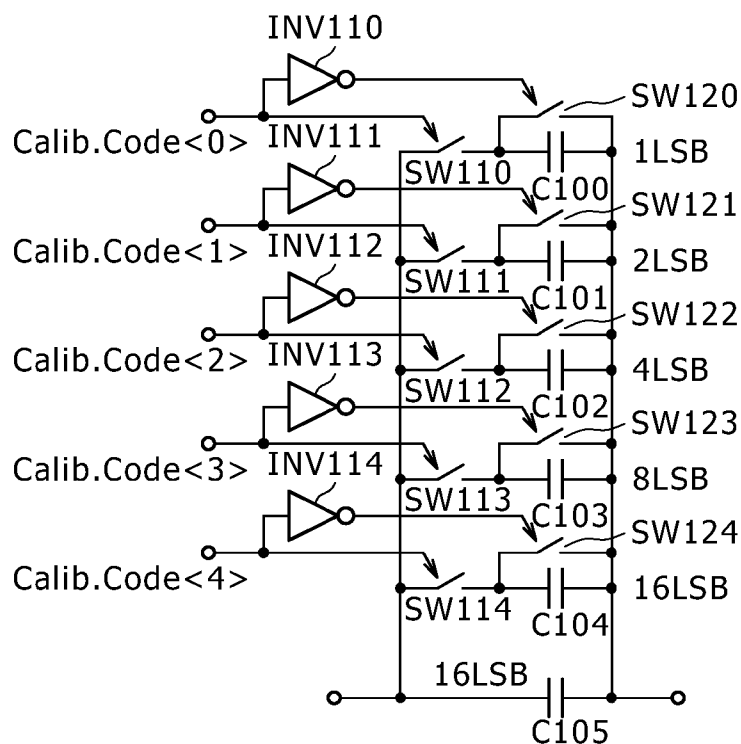 INV110
SW120
Calib.Code<0>
INV111
1LSB
SW110
C100
SW121
Calib.Code<1>
INV112
2LSB
SW111
C101
SW122
Calib.Code<2>
INV113
4LSB
SW112
C102
SW123
Calib.Code<3>
INV114
8LSB
SW113
C103
SW124
Calib.Code<4>
16LSB
SW114
C104
16LSB
C105